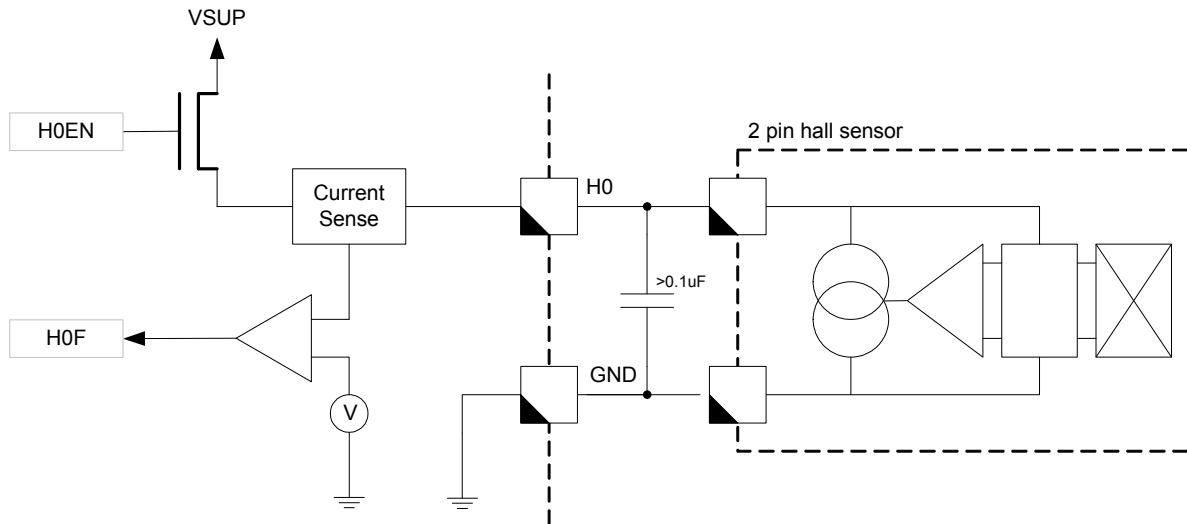 VSUP
H0EN
2 pin hall sensor
Current
Sense
H0
>0.1uF
H0F
GND
V